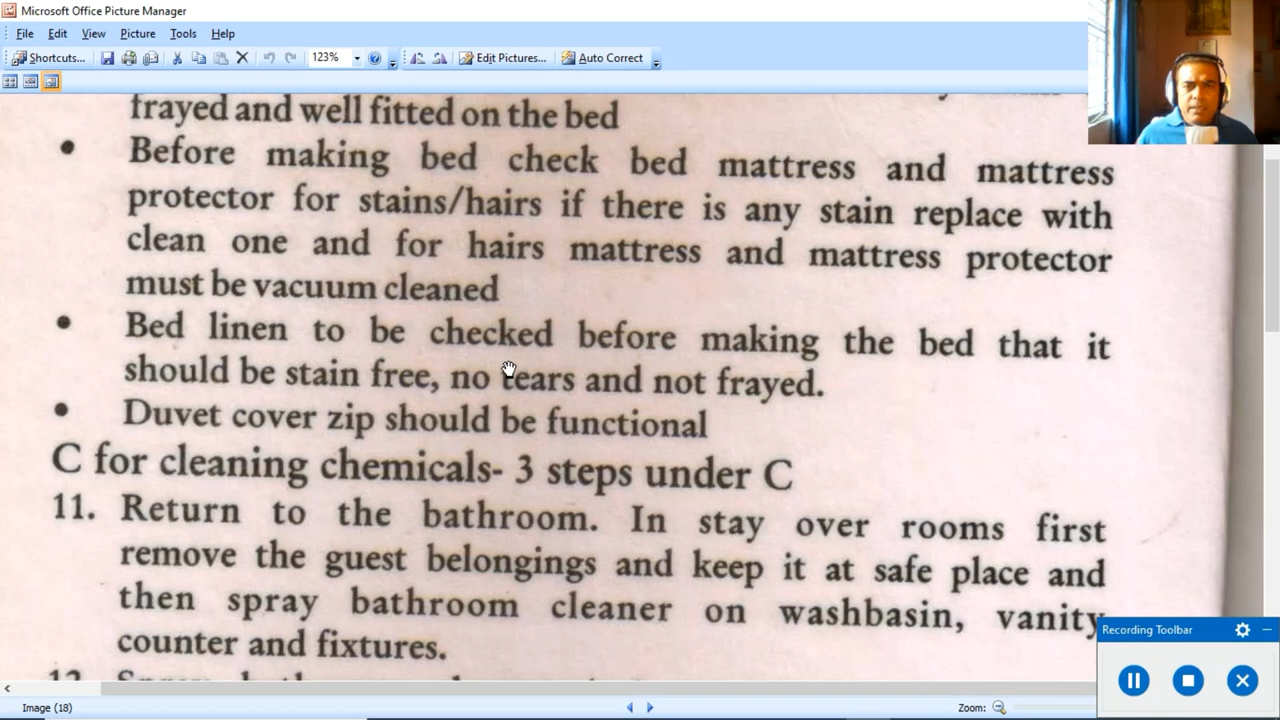 Microsoft Office Picture Manager
File Edit View Picture Tools Help
Shortcuts... 123% Edit Pictures... Auto Correct
frayed and well fitted on the bed
• Before making bed check bed mattress and mattress
protector for stains/hairs if there is any stain replace with
clean one and for hairs mattress and mattress protector
must be vacuum cleaned
• Bed linen to be checked before making the bed that it
should be stain free, no tears and not frayed.
• Duvet cover zip should be functional
C for cleaning chemicals- 3 steps under C
11. Return to the bathroom. In stay over rooms first
remove the guest belongings and keep it at safe place and
then spray bathroom cleaner on washbasin, vanity
counter and fixtures.
Recording Toolbar
Image (18) Zoom: